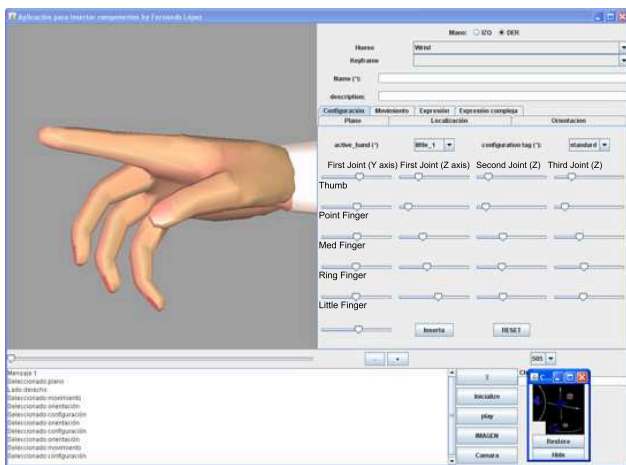 Aplicacion para insertar componentes by Fernando López
Mano: IZQ DER
Hueso Wrist
Keyframe
Name (*):
description:
Configuración Movimiento Expresión Expresión compleja
Plano Localización Orientacion
active_hand (*) little_1 configuration tag (*): standard
First Joint (Y axis) First Joint (Z axis) Second Joint (Z) Third Joint (Z)
Thumb
Point Finger
Med Finger
Ring Finger
Little Finger
Inserta RESET
- + SOS
Mensaje 1
Seleccionado plano
Lado derecho
Seleccionado movimiento
Seleccionado orientación
Seleccionado configuración
Seleccionado orientación
Seleccionado configuración
Seleccionado orientación
Seleccionado movimiento
Seleccionado configuración
Inicialize
play
IMAGEN
Camara
C...
Restore
Hide